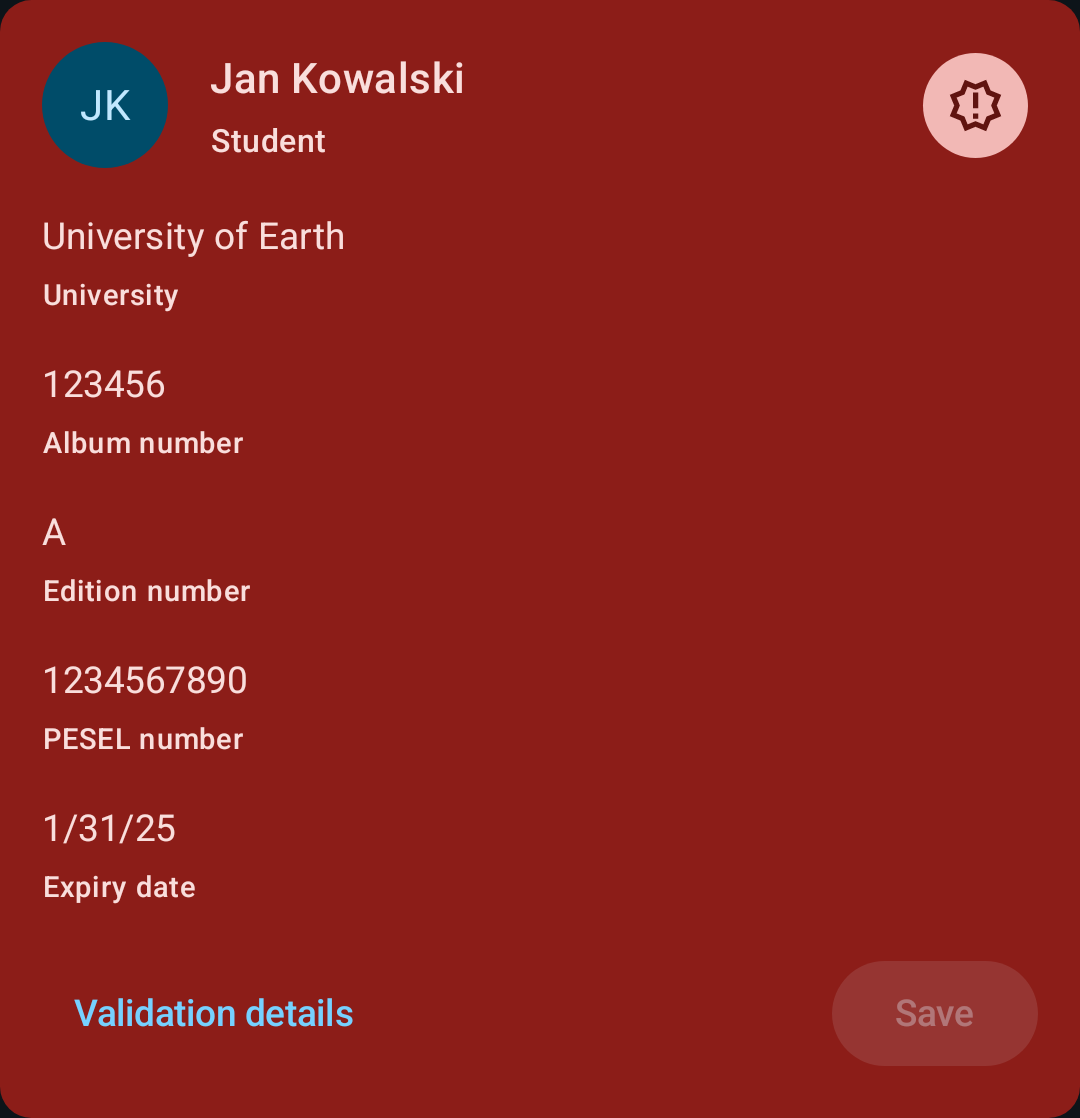 JK
Jan Kowalski
Student
University of Earth
University
123456
Album number
A
Edition number
1234567890
PESEL number
1/31/25
Expiry date
Validation details
Save